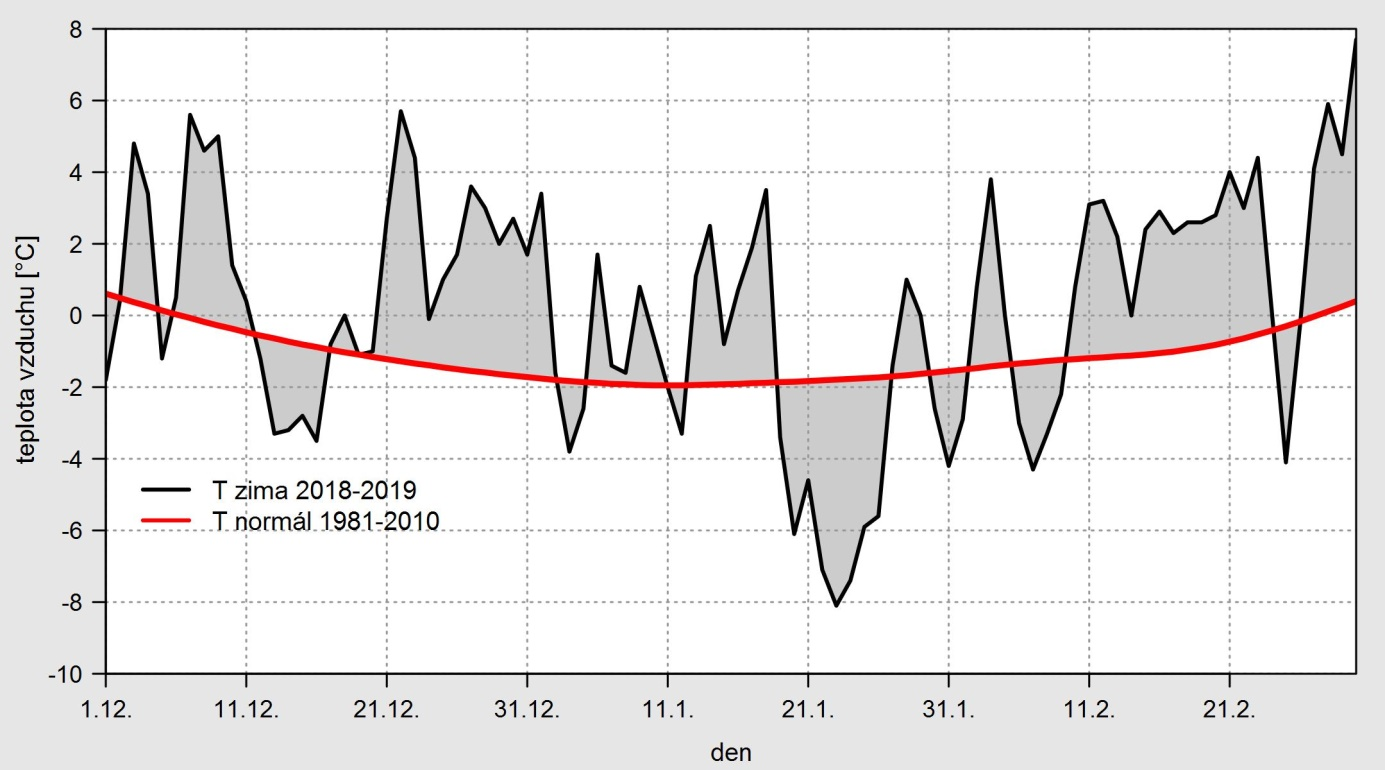 8
6
4
2
0
-2
-4
-6
-8
-10
teplota vzduchu [°C]
T zima 2018-2019
T normál 1981-2010
1.12. 11.12. 21.12. 31.12. 11.1. 21.1. 31.1. 11.2. 21.2.
den